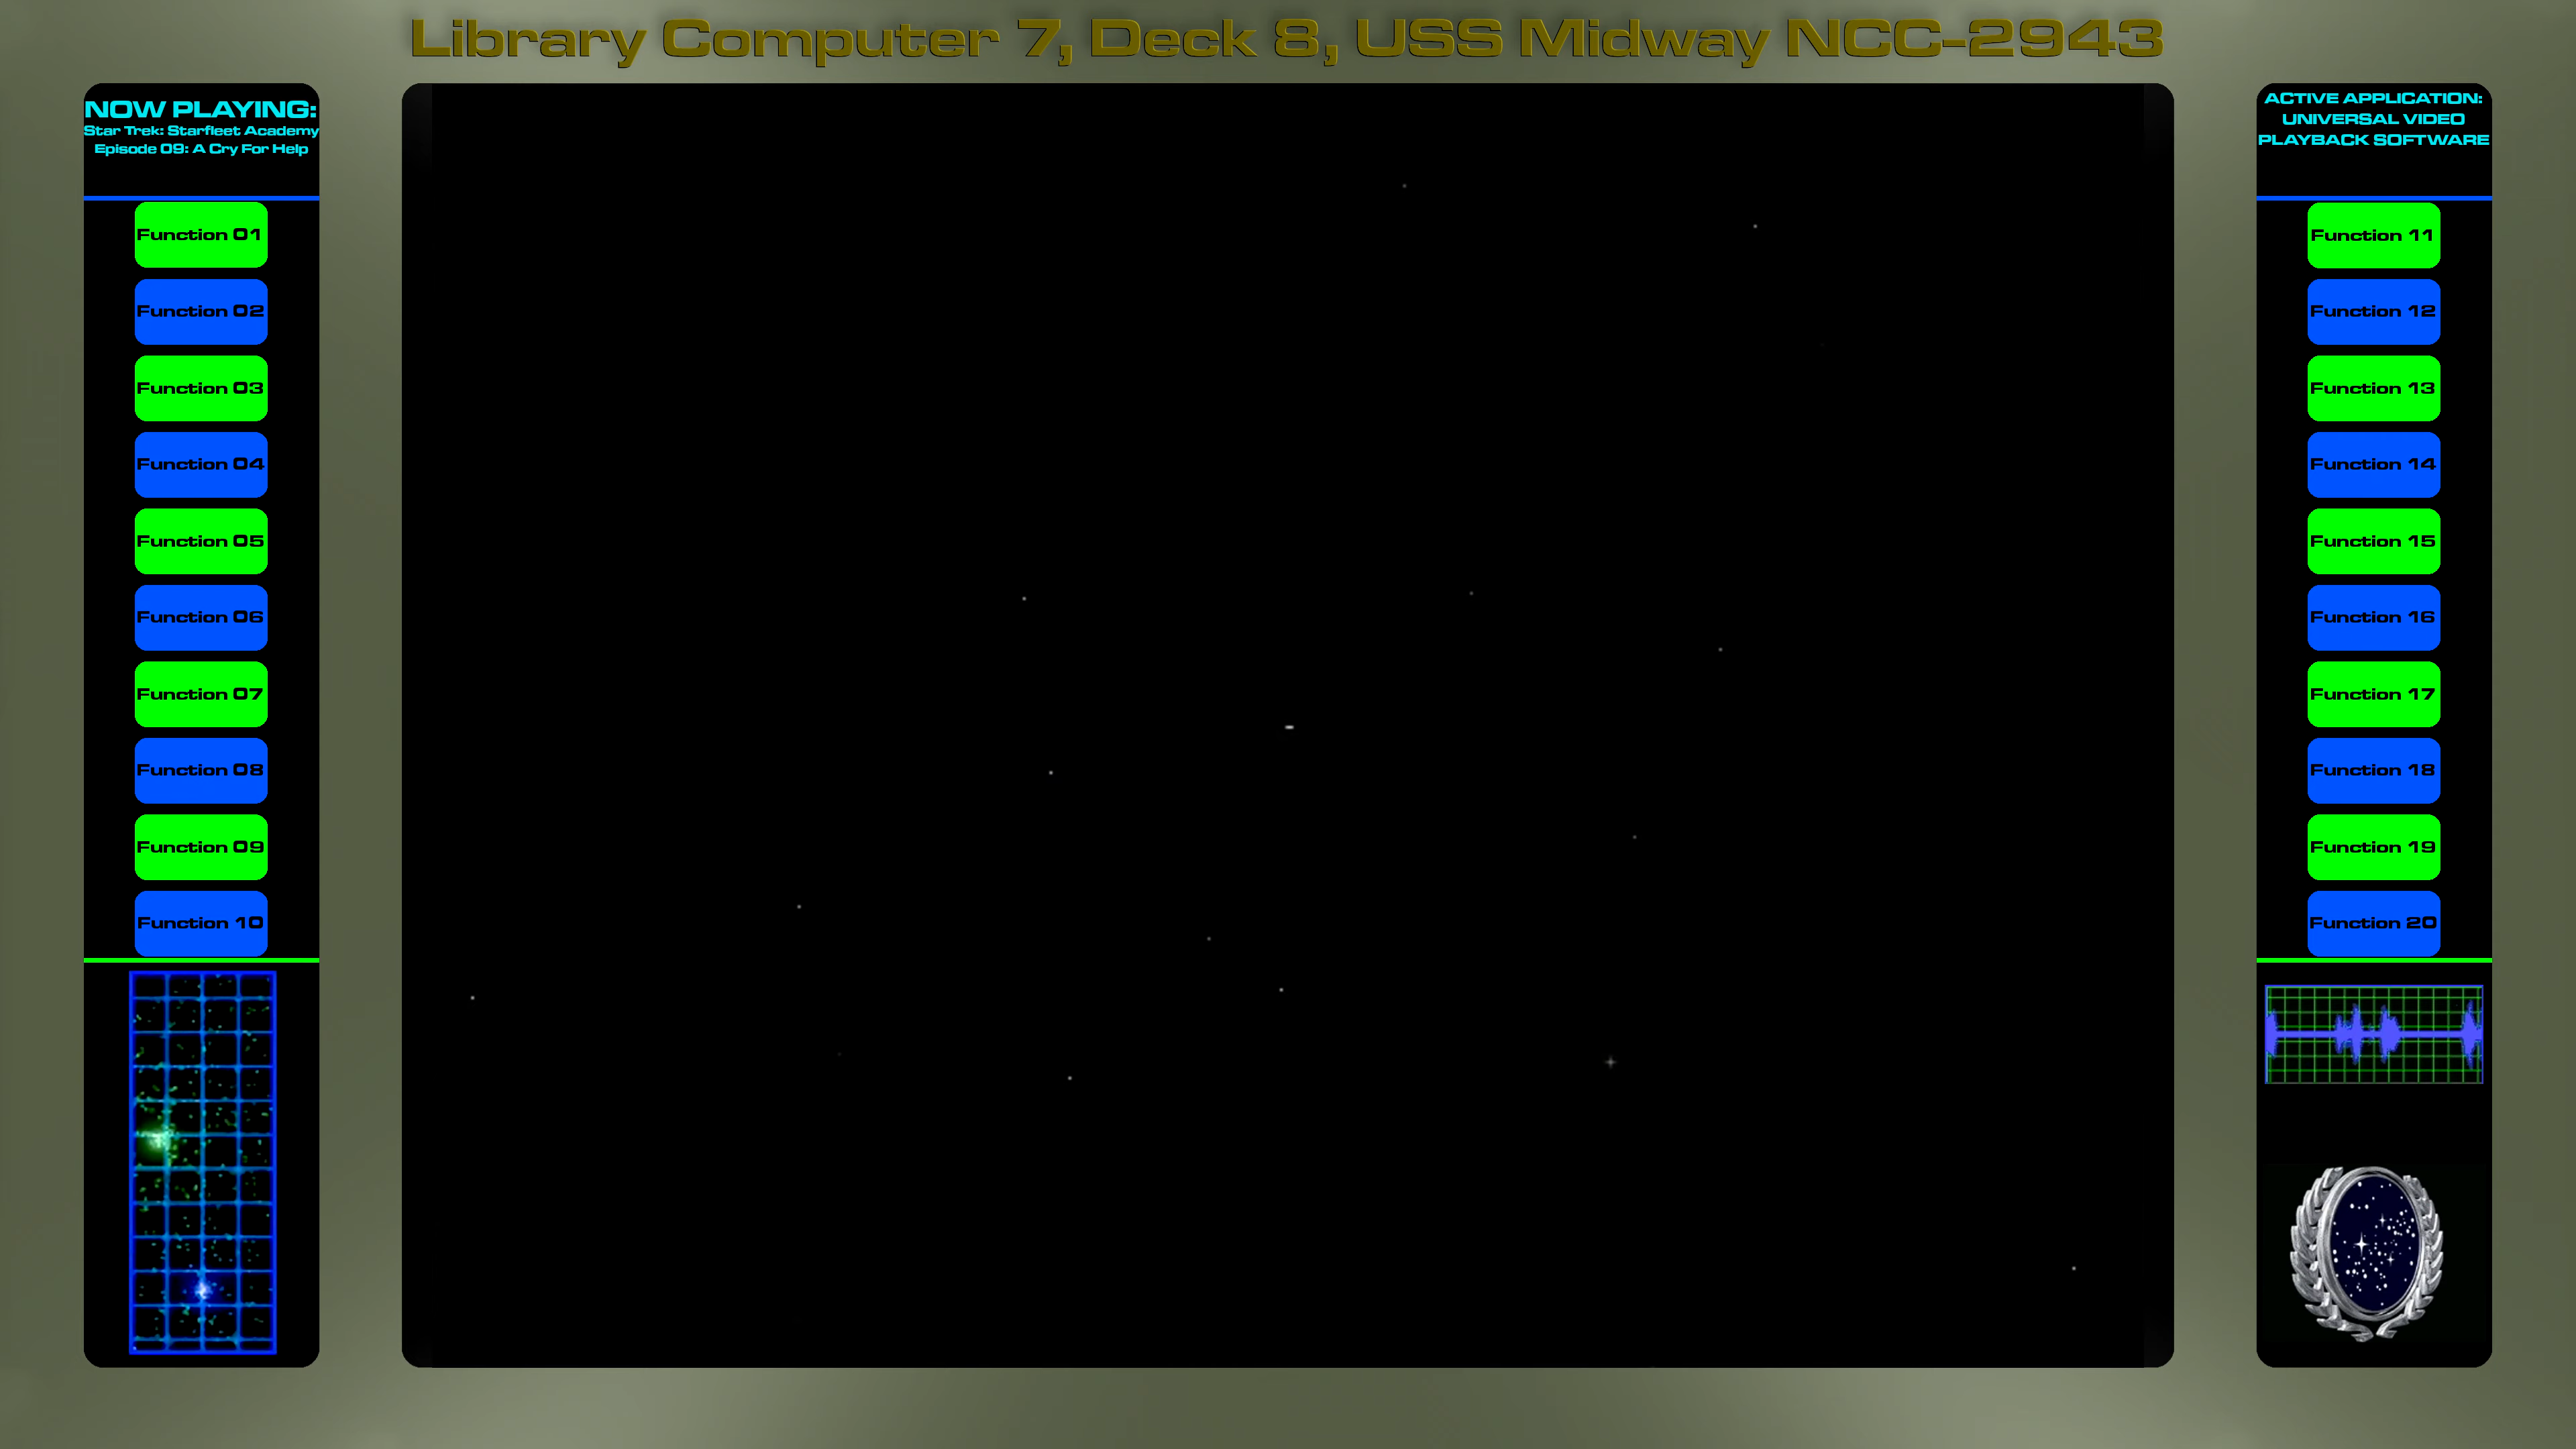 Library Computer 7, Deck 8, USS Midway NCC-2943
NOW PLAYING:
Star Trek: Starfleet Academy
Episode 09: A Cry For Help
Function 01
Function 02
Function 03
Function 04
Function 05
Function 06
Function 07
Function 08
Function 09
Function 10
ACTIVE APPLICATION:
UNIVERSAL VIDEO
PLAYBACK SOFTWARE
Function 11
Function 12
Function 13
Function 14
Function 15
Function 16
Function 17
Function 18
Function 19
Function 20